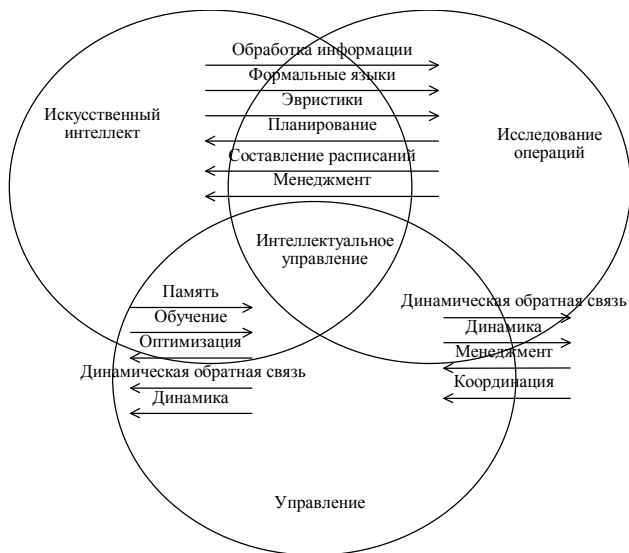 Обработка информации
Формальные языки
Эвристики
Планирование
Составление расписаний
Менеджмент
Искусственный
интеллект
Исследование
операций
Интеллектуальное
управление
Память
Обучение
Оптимизация
Динамическая обратная связь
Динамика
Динамическая обратная связь
Динамика
Менеджмент
Координация
Управление